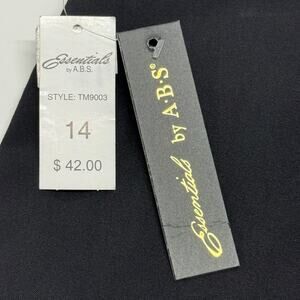 Essentials
by A.B.S.
STYLE: TM9003
14
$ 42.00
Essentials by A·B·S®